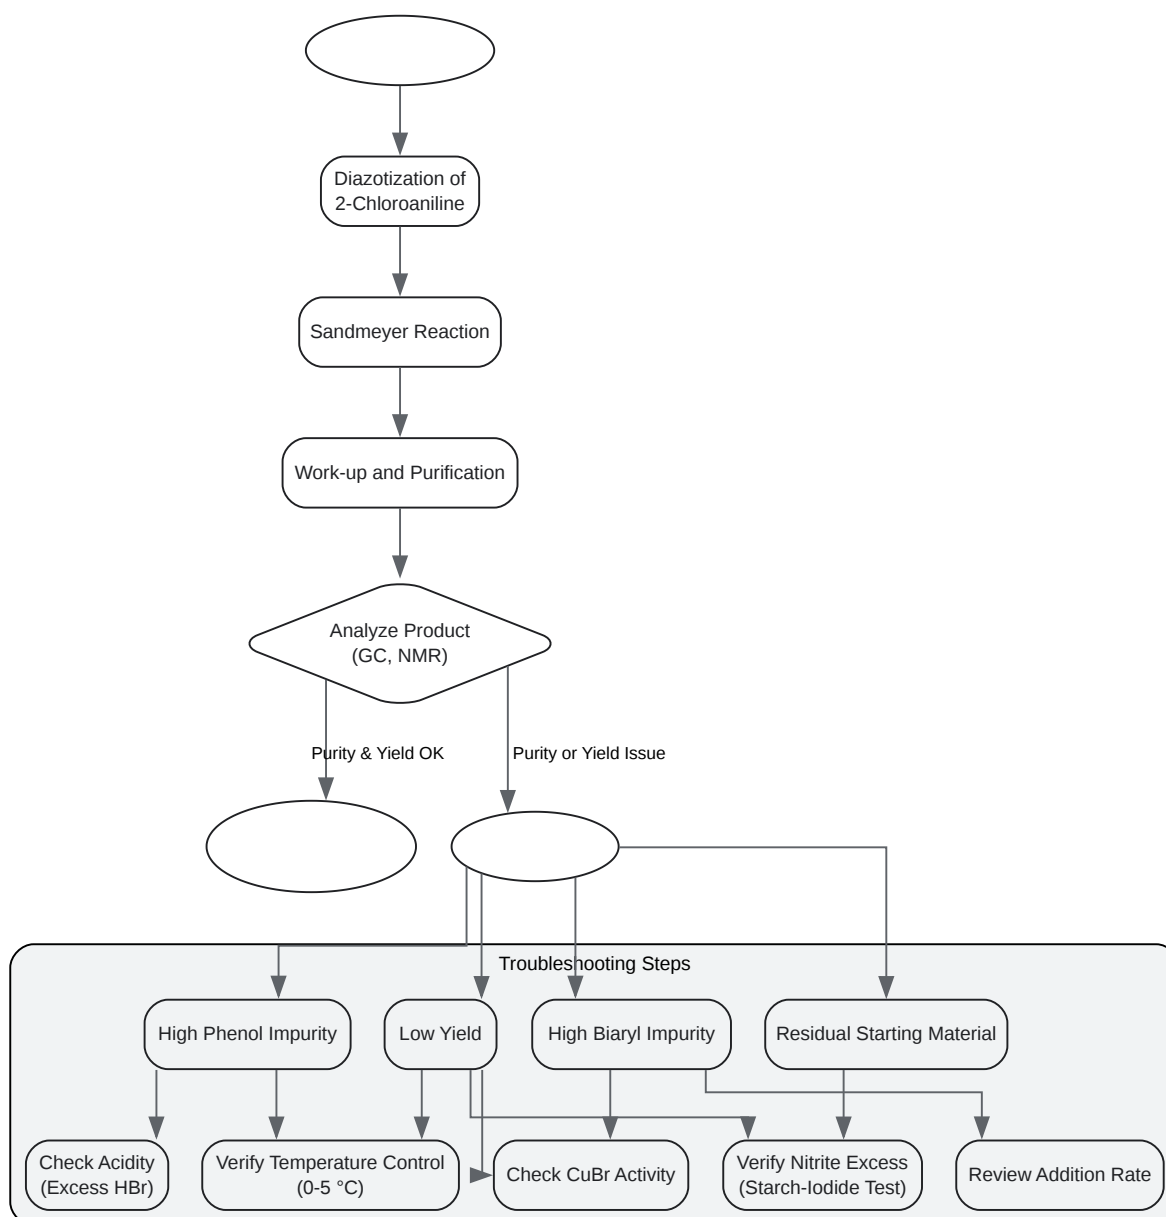 Diazotization of
2-Chloroaniline
Sandmeyer Reaction
Work-up and Purification
Analyze Product
(GC, NMR)
Purity & Yield OK
Purity or Yield Issue
Troubleshooting Steps
High Phenol Impurity
Low Yield
High Biaryl Impurity
Residual Starting Material
Check Acidity
(Excess HBr)
Verify Temperature Control
(0-5 °C)
Check CuBr Activity
Verify Nitrite Excess
(Starch-Iodide Test)
Review Addition Rate